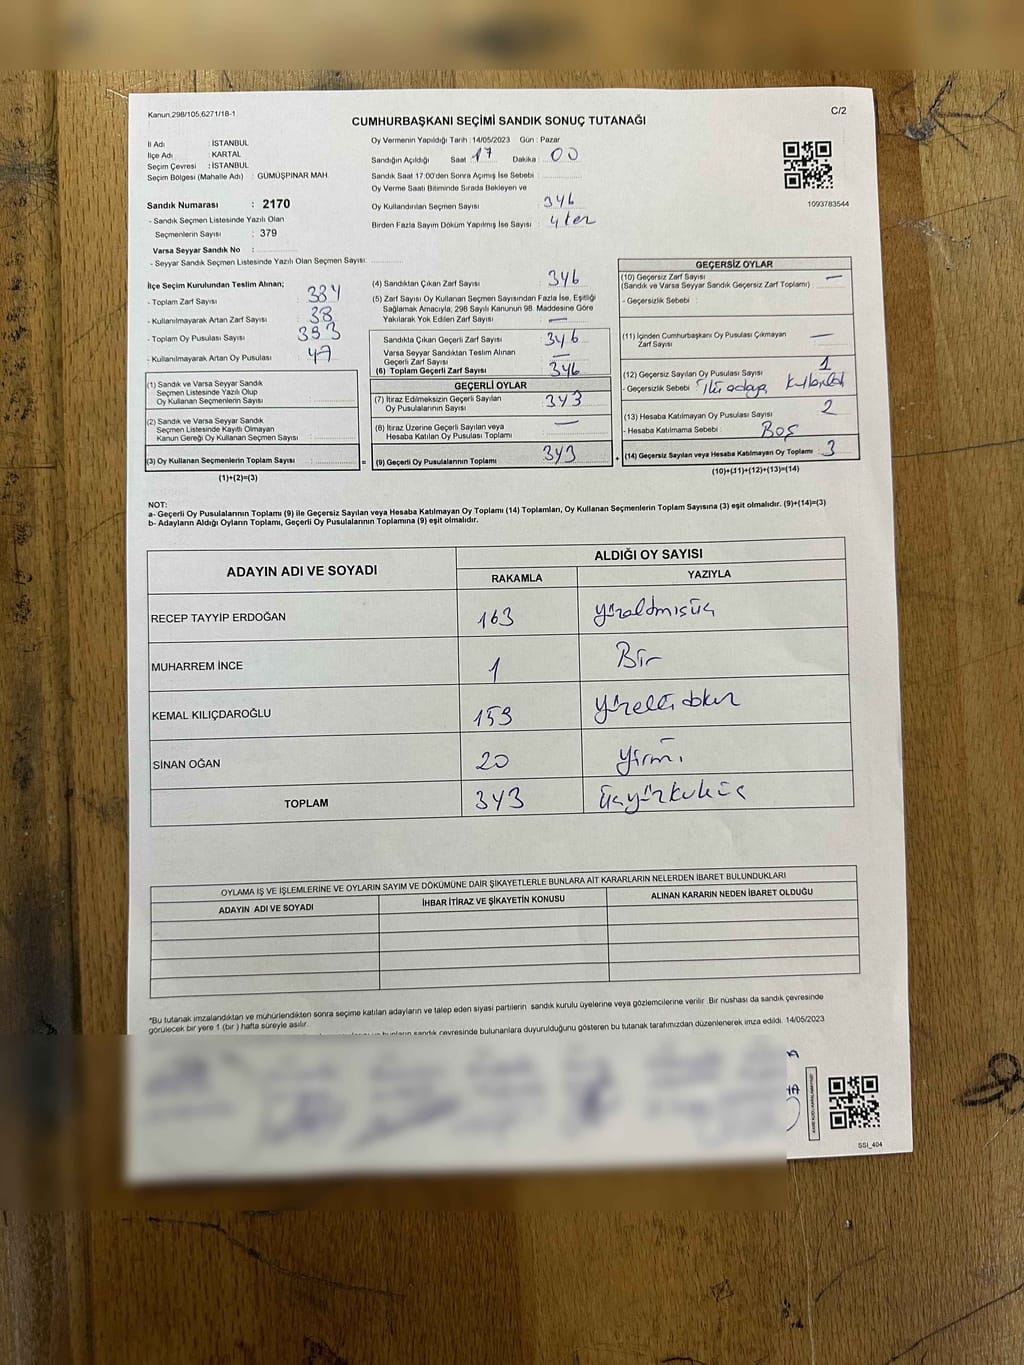 Kanun,298/105,6271/18-1
C/2
CUMHURBAŞKANI SEÇİMİ SANDIK SONUÇ TUTANAĞI
İl Adı : İSTANBUL
İlçe Adı : KARTAL
Seçim Çevresi : İSTANBUL
Seçim Bölgesi (Mahalle Adı) : GÜMÜŞPINAR MAH.
Sandık Numarası : 2170
- Sandık Seçmen Listesinde Yazılı Olan
Seçmenlerin Sayısı : 379
Varsa Seyyar Sandık No :
- Seyyar Sandık Seçmen Listesinde Yazılı Olan Seçmen Sayısı:
Oy Vermenin Yapıldığı Tarih :14/05/2023 Gün : Pazar
Sandığın Açıldığı Saat 17 Dakika : 00
Sandık Saat 17:00'den Sonra Açımış İse Sebebi :
Oy Verme Saati Bitiminde Sırada Bekleyen ve
Oy Kullandırılan Seçmen Sayısı : 346
Birden Fazla Sayım Döküm Yapılmış İse Sayısı :
1093783544
İlçe Seçim Kurulundan Teslim Alınan;
- Toplam Zarf Sayısı : 384
- Kullanılmayarak Artan Zarf Sayısı : 38
- Toplam Oy Pusulası Sayısı : 393
- Kullanılmayarak Artan Oy Pusulası : 47
(1) Sandık ve Varsa Seyyar Sandık
Seçmen Listesinde Yazılı Olup
Oy Kullanan Seçmenlerin Sayısı :
(2) Sandık ve Varsa Seyyar Sandık
Seçmen Listesinde Kayıtlı Olmayan
Kanun Gereği Oy Kullanan Seçmen Sayısı :
(3) Oy Kullanan Seçmenlerin Toplam Sayısı :
(1)+(2)=(3)
(4) Sandıktan Çıkan Zarf Sayısı : 346
(5) Zarf Sayısı Oy Kullanan Seçmen Sayısından Fazla İse, Eşitliği
Sağlamak Amacıyla, 298 Sayılı Kanunun 98. Maddesine Göre
Yakılarak Yok Edilen Zarf Sayısı : —
Sandıkta Çıkan Geçerli Zarf Sayısı : 346
Varsa Seyyar Sandıktan Teslim Alınan
Geçerli Zarf Sayısı : —
(6) Toplam Geçerli Zarf Sayısı : 346
GEÇERLİ OYLAR
(7) İtiraz Edilmeksizin Geçerli Sayılan
Oy Pusulalarının Sayısı : 343
(8) İtiraz Üzerine Geçerli Sayılan veya
Hesaba Katılan Oy Pusulası Toplamı : —
= (9) Geçerli Oy Pusulalarının Toplamı : 343
GEÇERSİZ OYLAR
(10) Geçersiz Zarf Sayısı : —
(Sandık ve Varsa Seyyar Sandık Geçersiz Zarf Toplamı)
- Geçersizlik Sebebi :
(11) İçinden Cumhurbaşkanı Oy Pusulası Çıkmayan
Zarf Sayısı : —
(12) Geçersiz Sayılan Oy Pusulası Sayısı : 1
- Geçersizlik Sebebi : İki adaya
(13) Hesaba Katılmayan Oy Pusulası Sayısı : 2
- Hesaba Katılmama Sebebi : Boş
+ (14) Geçersiz Sayılan veya Hesaba Katılmayan Oy Toplamı : 3
(10)+(11)+(12)+(13)=(14)
NOT:
a- Geçerli Oy Pusulalarının Toplamı (9) ile Geçersiz Sayılan veya Hesaba Katılmayan Oy Toplamı (14) Toplamları, Oy Kullanan Seçmenlerin Toplam Sayısına (3) eşit olmalıdır. (9)+(14)=(3)
b- Adayların Aldığı Oyların Toplamı, Geçerli Oy Pusulalarının Toplamına (9) eşit olmalıdır.
ADAYIN ADI VE SOYADI ALDIĞI OY SAYISI
RAKAMLA YAZIYLA
RECEP TAYYİP ERDOĞAN 163 yüzaltmışüç
MUHARREM İNCE 1 Bir
KEMAL KILIÇDAROĞLU 159 yüzellidokuz
SİNAN OĞAN 20 yirmi
TOPLAM 343 üçyüzkırküç
OYLAMA İŞ VE İŞLEMLERİNE VE OYLARIN SAYIM VE DÖKÜMÜNE DAİR ŞİKAYETLERLE BUNLARA AİT KARARLARIN NELERDEN İBARET BULUNDUKLARI
ADAYIN ADI VE SOYADI İHBAR İTİRAZ VE ŞİKAYETİN KONUSU ALINAN KARARIN NEDEN İBARET OLDUĞU
*Bu tutanak imzalandıktan ve mühürlendikten sonra seçime katılan adayların ve talep eden siyasi partilerin sandık kurulu üyelerine veya gözlemcilerine verilir. Bir nüshası da sandık çevresinde
görülecek bir yere 1 (bir ) hafta süreyle asılır.
sandık çevresinde bulunanlara duyurulduğunu gösteren bu tutanak tarafımızdan düzenlenerek imza edildi. 14/05/2023
SSI_404